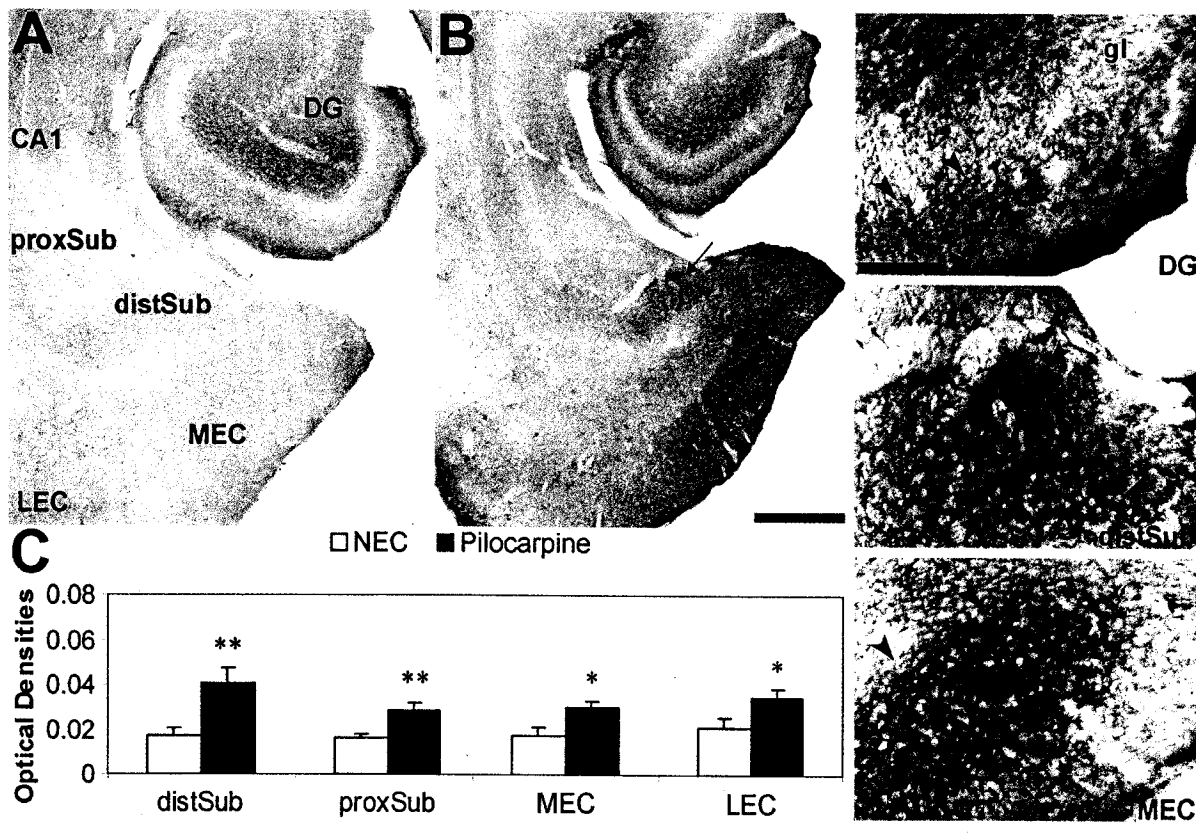 A
B
gl
DG
CA1
proxSub
DG
distSub
distSub
MEC
LEC
C
NEC Pilocarpine
Optical Densities
0.08
0.06
0.04
0.02
0
** ** * *
distSub proxSub MEC LEC
MEC